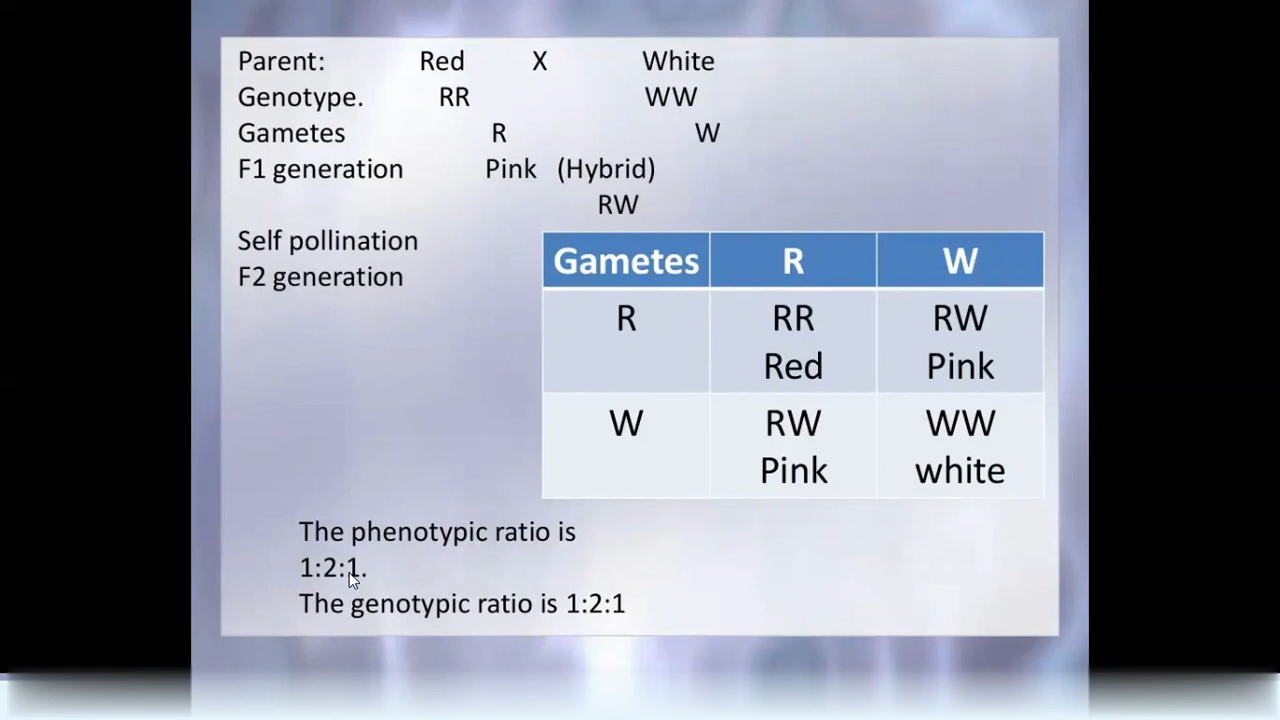 Parent: Red X White
Genotype. RR WW
Gametes R W
F1 generation Pink (Hybrid)
RW
Self pollination
F2 generation
Gametes R W
R RR RW
Red Pink
W RW WW
Pink white
The phenotypic ratio is
1:2:1.
The genotypic ratio is 1:2:1